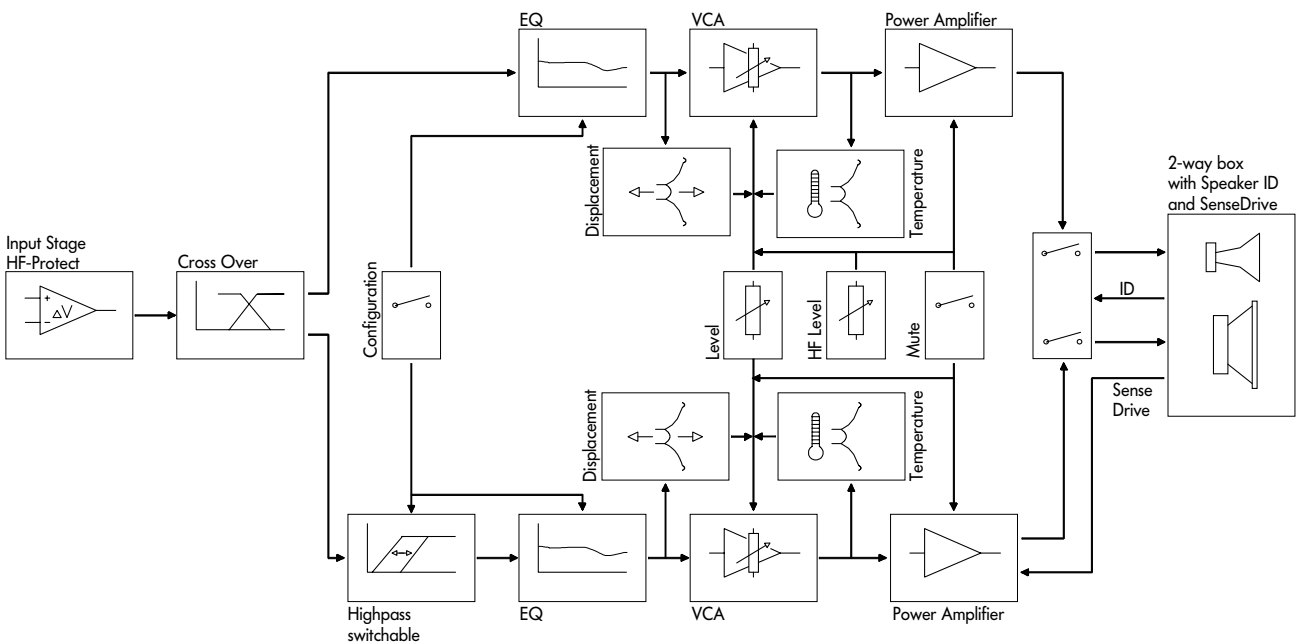 EQ
VCA
Power Amplifier
Displacement
Temperature
2-way box
with Speaker ID
and SenseDrive
Input Stage
HF-Protect
+
-
ΔV
Cross Over
Configuration
Level
HF Level
Mute
ID
Sense
Drive
Displacement
Temperature
Highpass
switchable
EQ
VCA
Power Amplifier